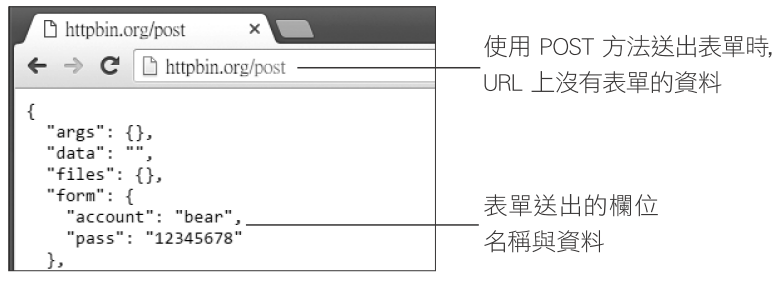 httpbin.org/post
httpbin.org/post
使用 POST 方法送出表單時,
URL 上沒有表單的資料
{
"args": {},
"data": "",
"files": {},
"form": {
"account": "bear",
"pass": "12345678"
},
表單送出的欄位
名稱與資料